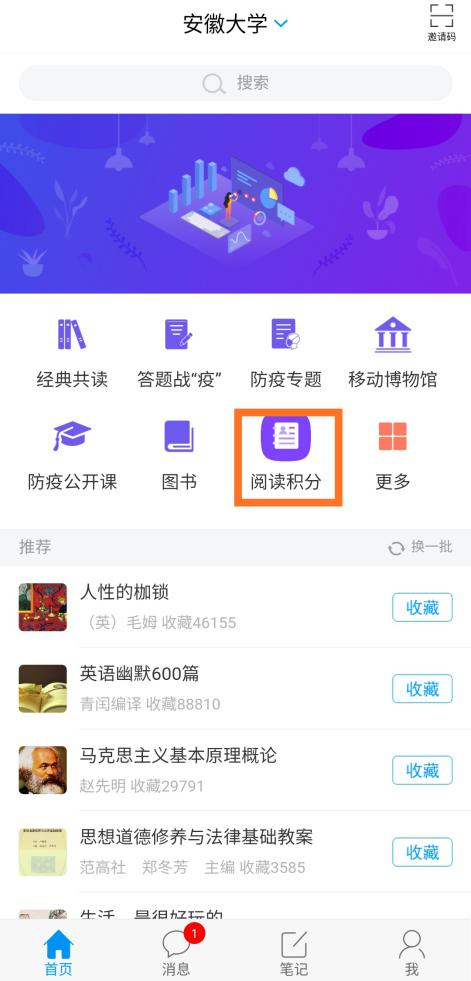 安徽大学
邀请码
搜索
经典共读 答题战“疫” 防疫专题 移动博物馆
防疫公开课 图书 阅读积分 更多
推荐 换一批
人性的枷锁
（英）毛姆 收藏46155
收藏
英语幽默600篇
青闰编译 收藏88810
收藏
马克思主义基本原理概论
赵先明 收藏29791
收藏
思想道德修养与法律基础教案
范高社 郑冬芳 主编 收藏3585
收藏
生活，是很好玩的
1
首页 消息 笔记 我